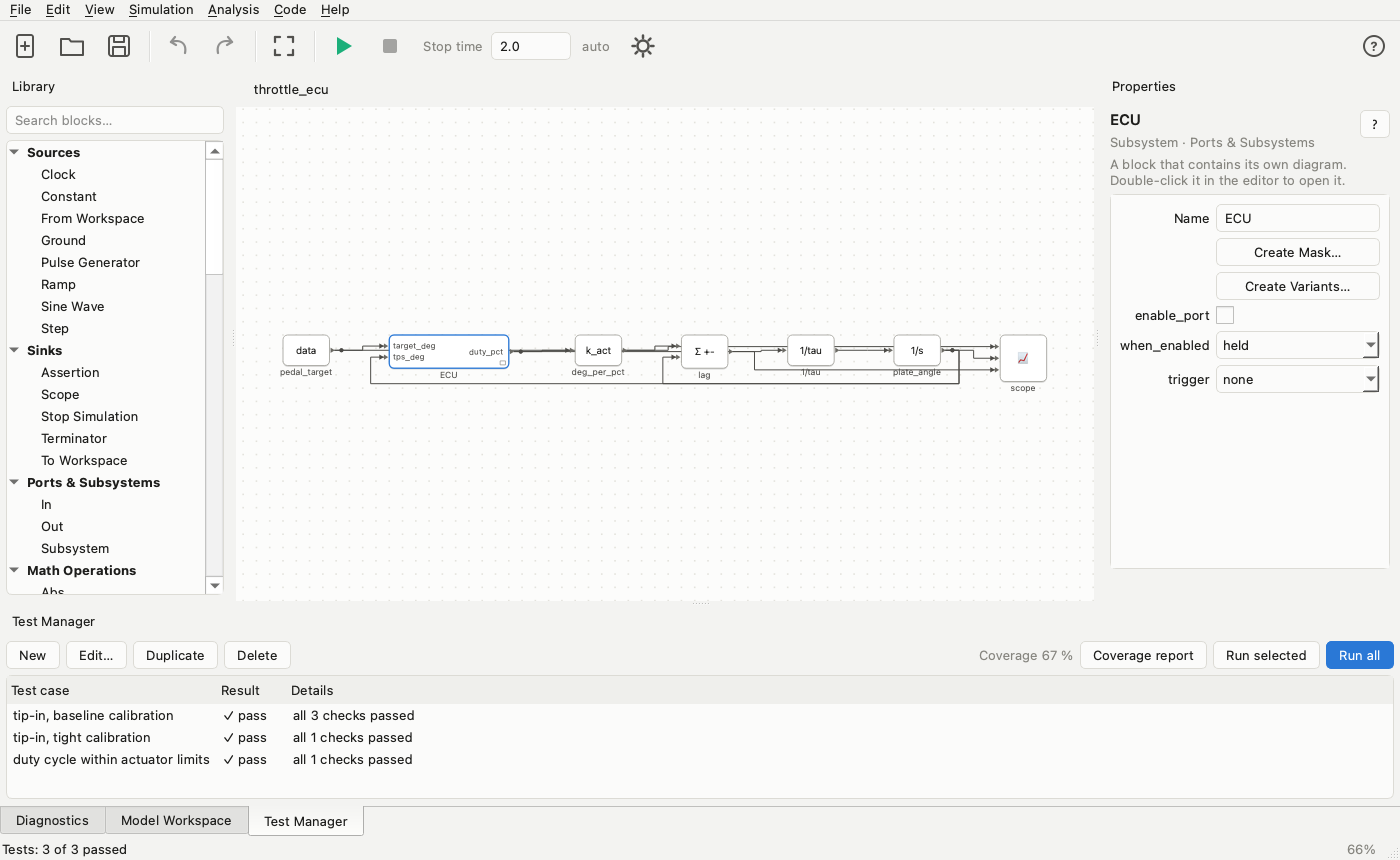 File Edit View Simulation Analysis Code Help
Stop time 2.0 auto
Library
throttle_ecu
Properties
Search blocks...
Sources
Clock
Constant
From Workspace
Ground
Pulse Generator
Ramp
Sine Wave
Step
Sinks
Assertion
Scope
Stop Simulation
Terminator
To Workspace
Ports & Subsystems
In
Out
Subsystem
Math Operations
Abs
data
pedal_target
target_deg
tps_deg
duty_pct
ECU
k_act
deg_per_pct
Σ +-
lag
1/tau
1/tau
1/s
plate_angle
scope
ECU
?
Subsystem · Ports & Subsystems
A block that contains its own diagram.
Double-click it in the editor to open it.
Name ECU
Create Mask...
Create Variants...
enable_port
when_enabled held
trigger none
Test Manager
New Edit... Duplicate Delete Coverage 67 % Coverage report Run selected Run all
Test case Result Details
tip-in, baseline calibration ✓ pass all 3 checks passed
tip-in, tight calibration ✓ pass all 1 checks passed
duty cycle within actuator limits ✓ pass all 1 checks passed
Diagnostics Model Workspace Test Manager
Tests: 3 of 3 passed 66%